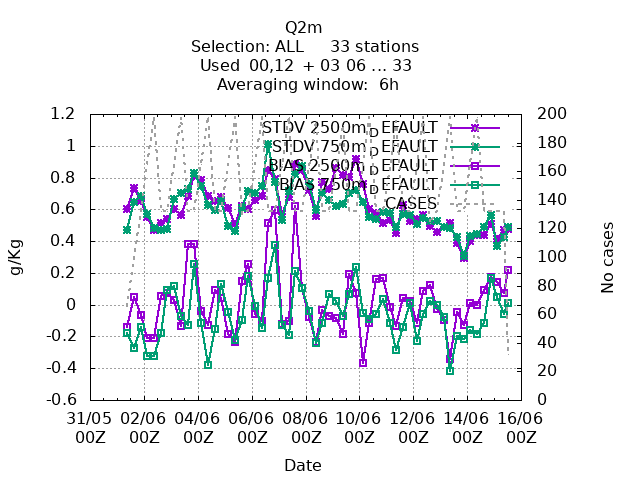 Q2m
Selection: ALL 33 stations
Used 00,12 + 03 06 ... 33
Averaging window: 6h
1.2
1
0.8
0.6
0.4
0.2
0
-0.2
-0.4
-0.6
g/Kg
STDV 2500m_DEFAULT
STDV 750m_DEFAULT
BIAS 2500m_DEFAULT
BIAS 750m_DEFAULT
CASES
200
180
160
140
120
100
80
60
40
20
0
No cases
31/05 02/06 04/06 06/06 08/06 10/06 12/06 14/06 16/06
00Z 00Z 00Z 00Z 00Z 00Z 00Z 00Z 00Z
Date